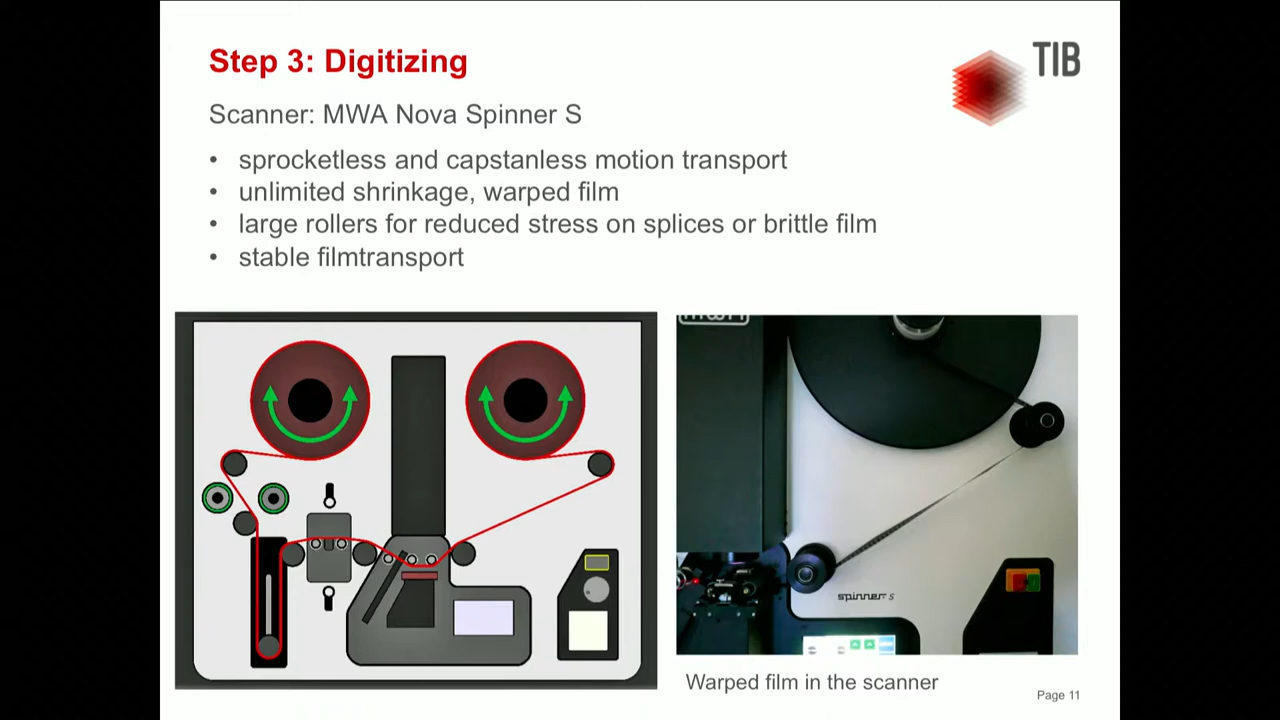 Step 3: Digitizing
TIB
Scanner: MWA Nova Spinner S
• sprocketless and capstanless motion transport
• unlimited shrinkage, warped film
• large rollers for reduced stress on splices or brittle film
• stable filmtransport
spinner s
Warped film in the scanner
Page 11